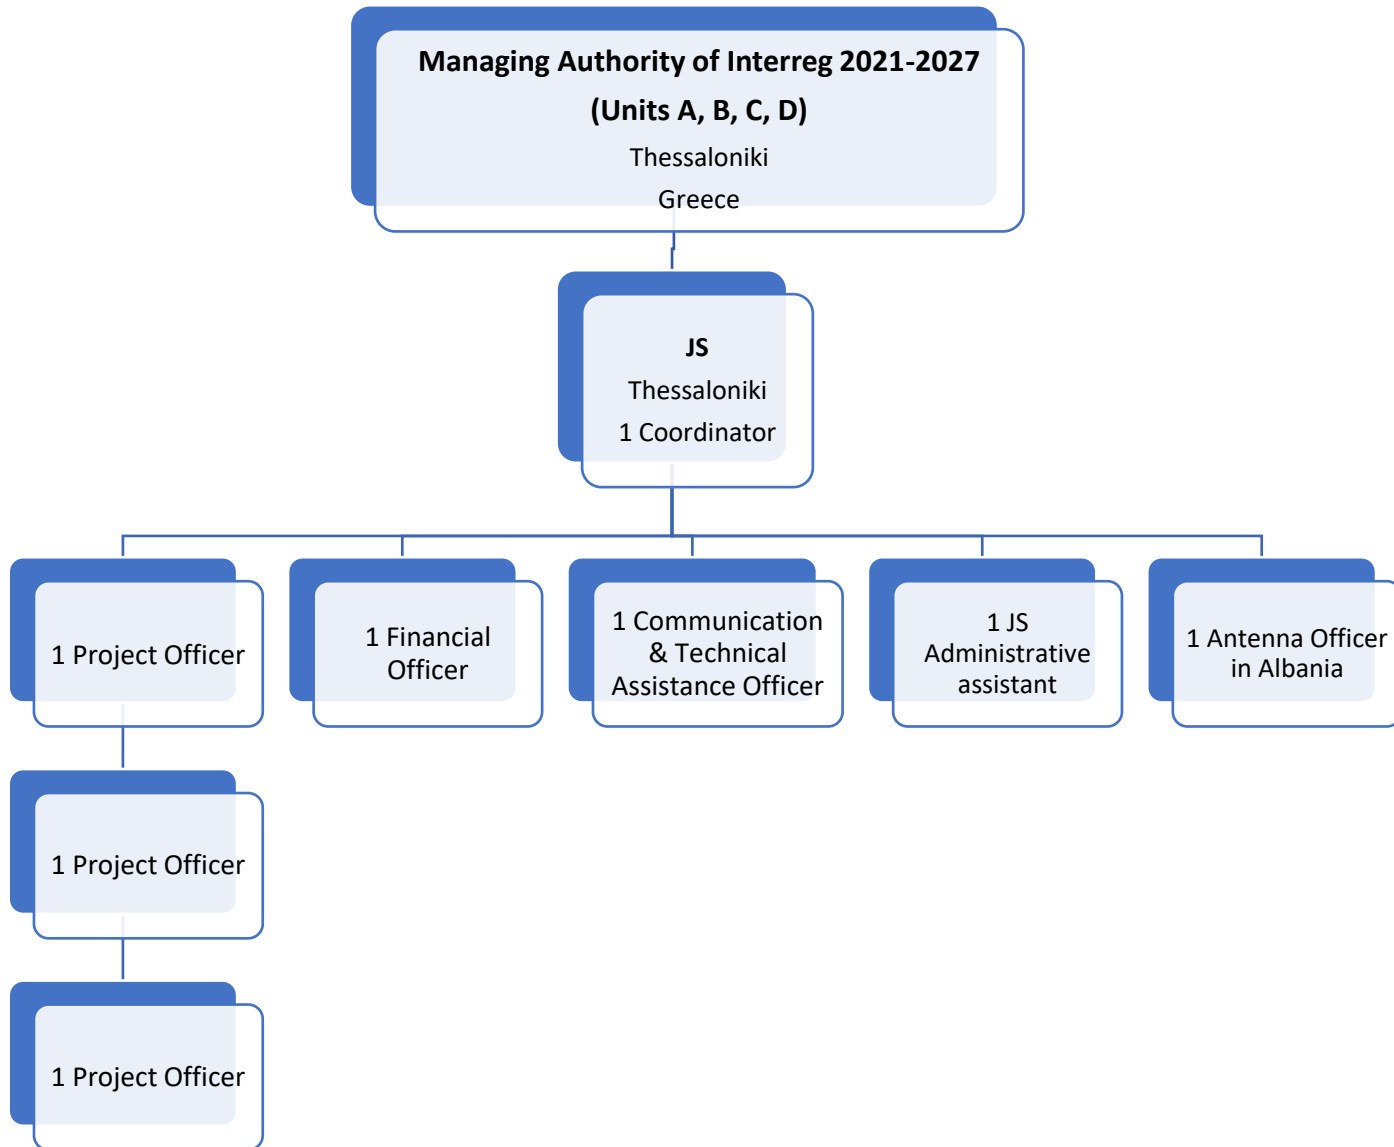 Managing Authority of Interreg 2021-2027
(Units A, B, C, D)
Thessaloniki
Greece
JS
Thessaloniki
1 Coordinator
1 Project Officer
1 Financial
Officer
1 Communication
& Technical
Assistance Officer
1 JS
Administrative
assistant
1 Antenna Officer
in Albania
1 Project Officer
1 Project Officer